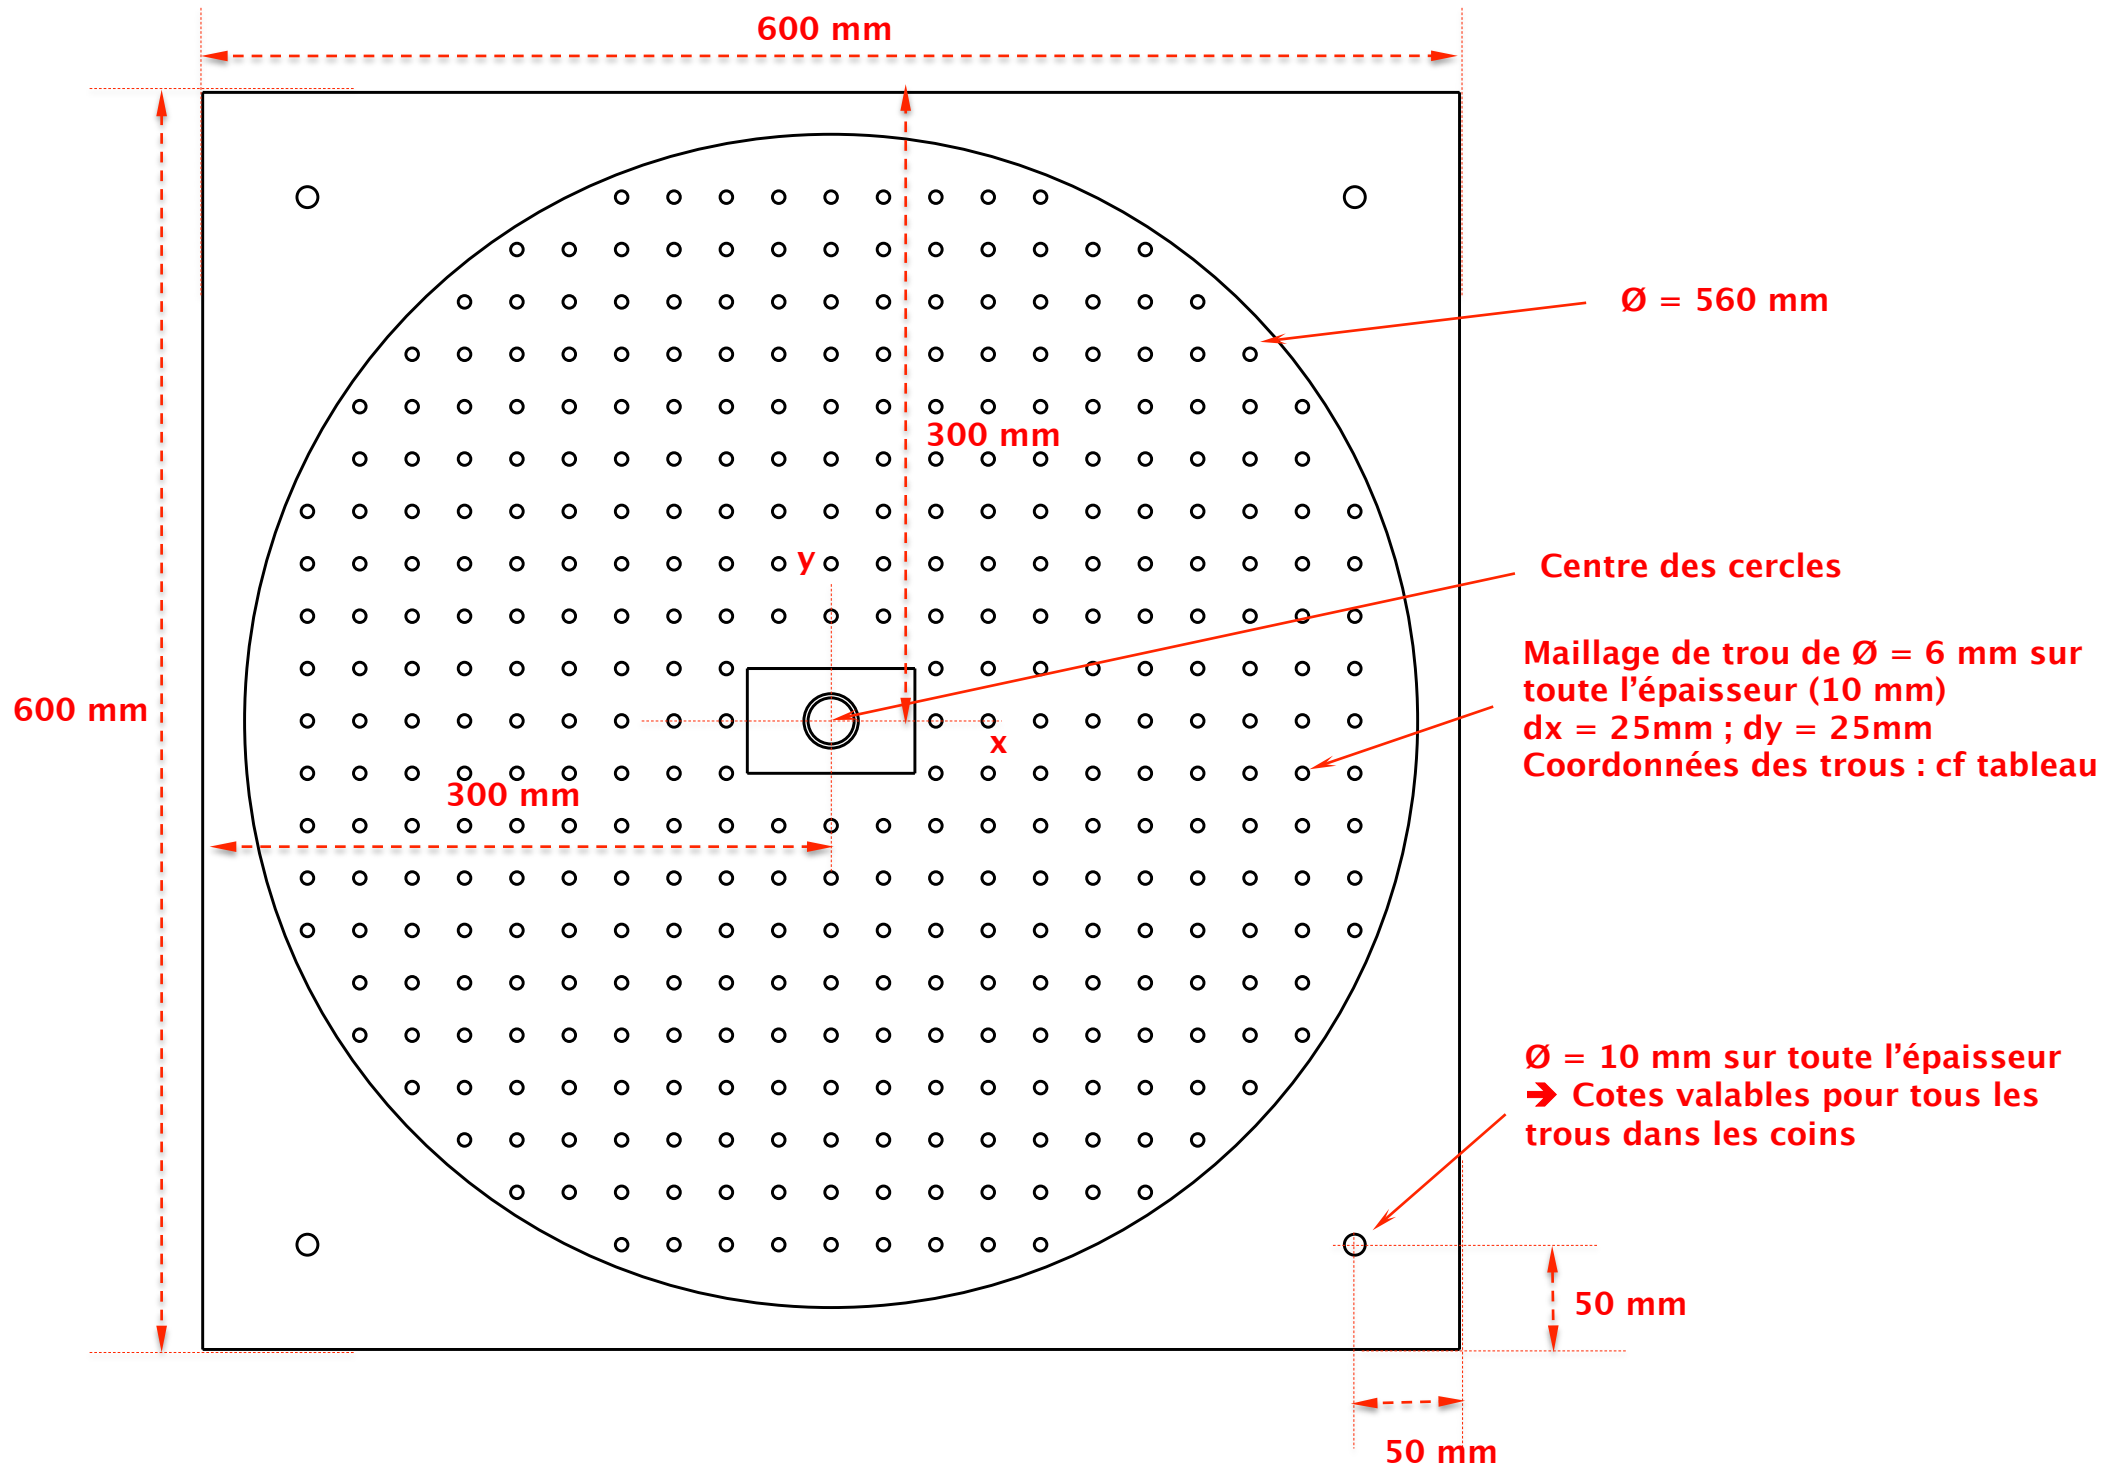 600 mm
Ø = 560 mm
300 mm
y
Centre des cercles
Maillage de trou de Ø = 6 mm sur
toute l’épaisseur (10 mm)
dx = 25mm ; dy = 25mm
Coordonnées des trous : cf tableau
600 mm
x
300 mm
Ø = 10 mm sur toute l’épaisseur
➔ Cotes valables pour tous les
trous dans les coins
50 mm
50 mm